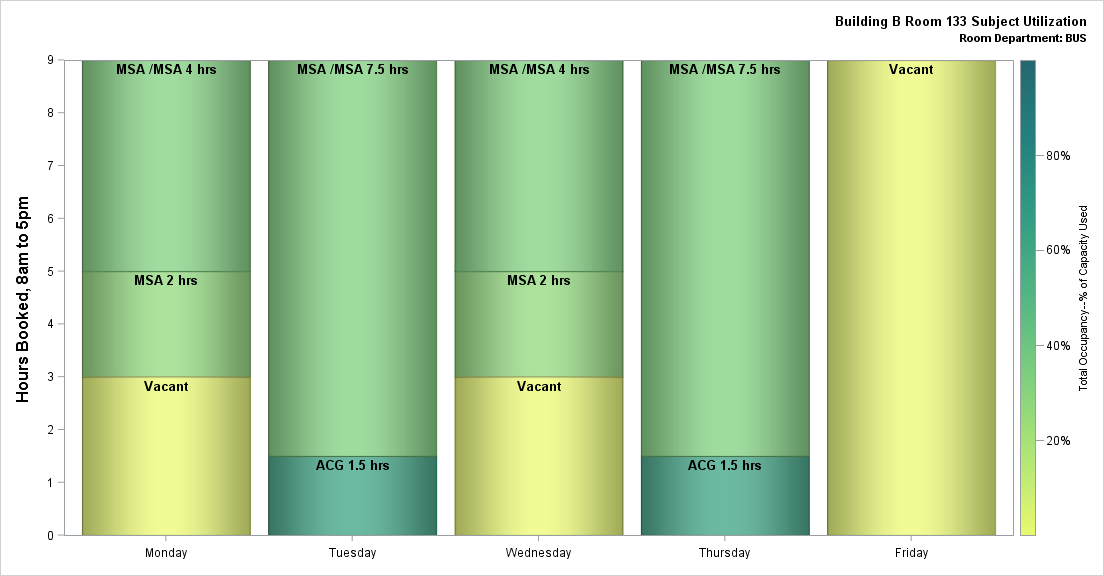 Building B Room 133 Subject Utilization
Room Department: BUS
Hours Booked, 8am to 5pm
9
8
7
6
5
4
3
2
1
0
MSA /MSA 4 hrs
MSA 2 hrs
Vacant
MSA /MSA 7.5 hrs
ACG 1.5 hrs
MSA /MSA 4 hrs
MSA 2 hrs
Vacant
MSA /MSA 7.5 hrs
ACG 1.5 hrs
Vacant
Monday
Tuesday
Wednesday
Thursday
Friday
80%
60%
40%
20%
Total Occupancy--% of Capacity Used